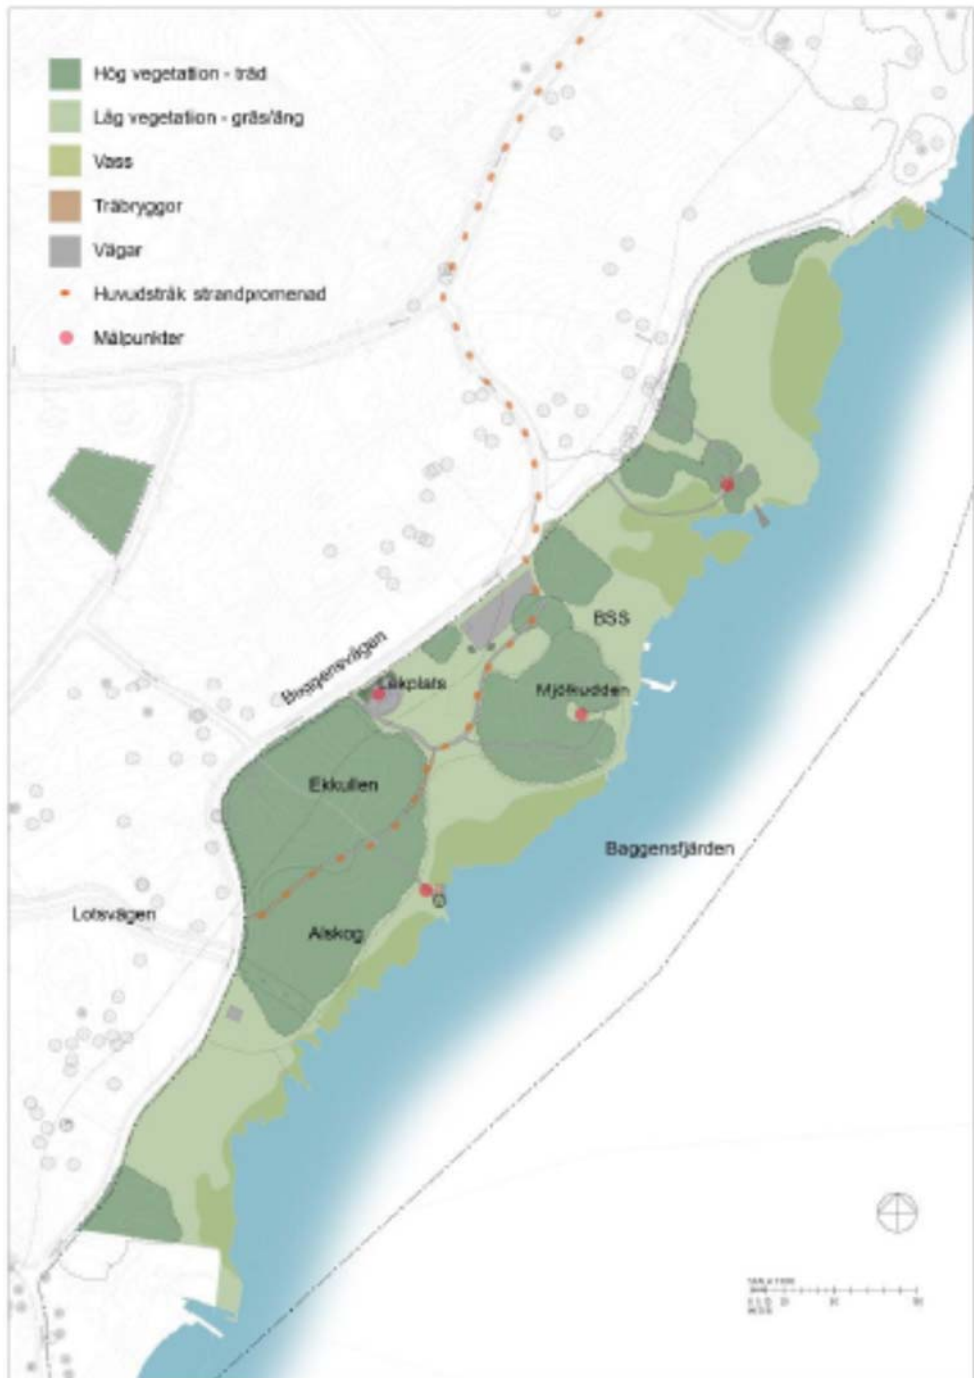 Hög vegetation - träd
Låg vegetation - gräs/äng
Vass
Träbryggor
Vägar
Huvudstråk strandpromenad
Målpunkter
BSS
Baggensvägen
Lekplats
Mjölkudden
Ekkullen
Baggensfjärden
Lotsvägen
Alskog